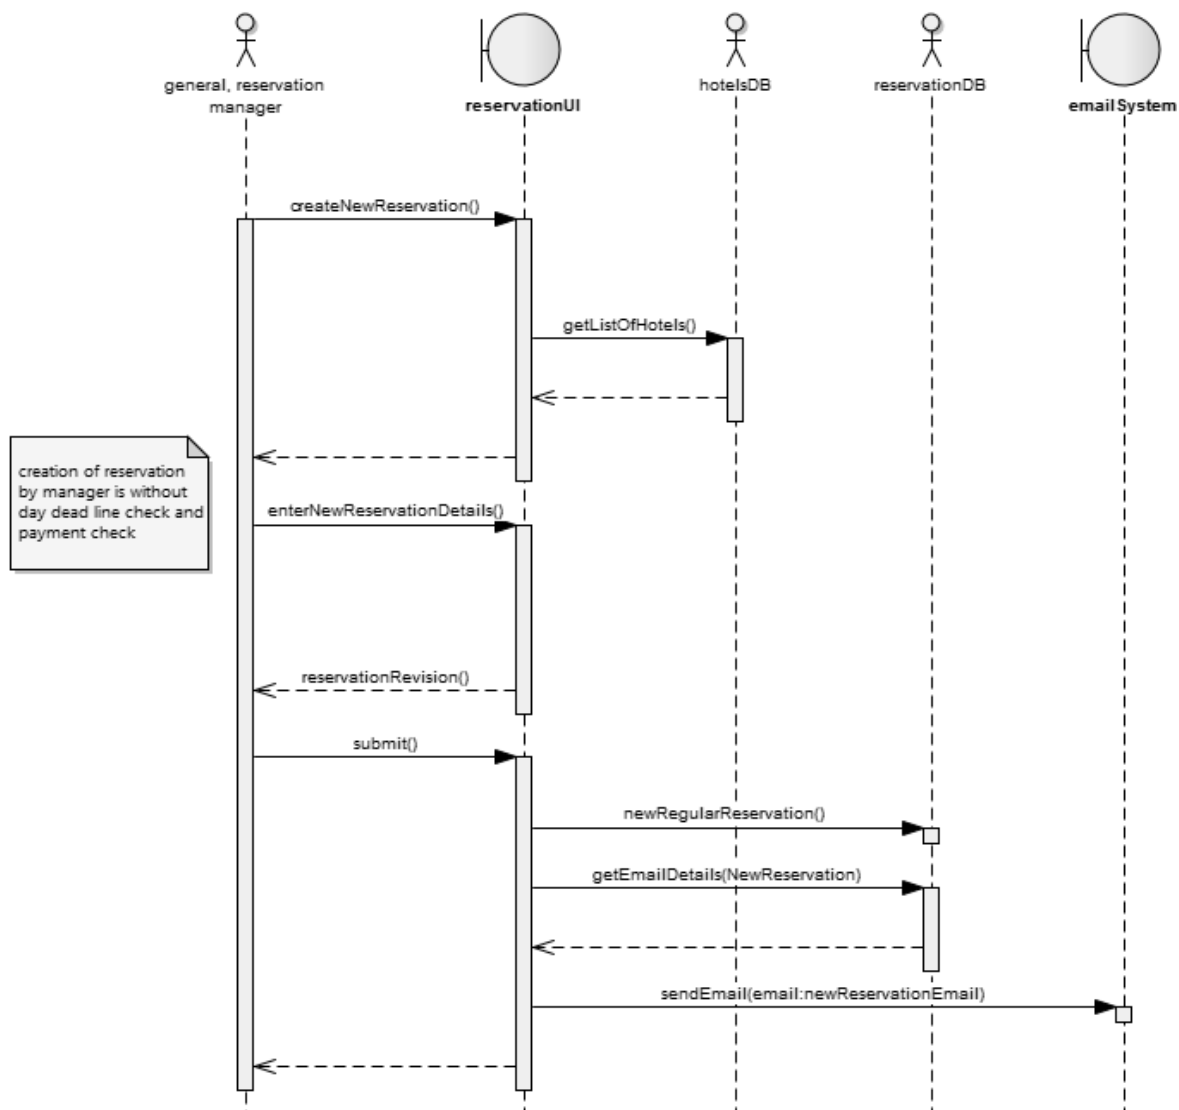 general, reservation
manager
reservationUI
hotelsDB
reservationDB
emailSystem
createNewReservation()
getListOfHotels()
creation of reservation
by manager is without
day dead line check and
payment check
enterNewReservationDetails()
reservationRevision()
submit()
newRegularReservation()
getEmailDetails(NewReservation)
sendEmail(email:newReservationEmail)